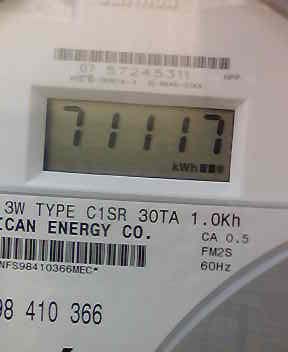 07 57245311
71117
kWh
3W TYPE C1SR 30TA 1.0Kh
ICAN ENERGY CO.
CA 0.5
FM2S
NFS98410366MEC*
60Hz
98 410 366